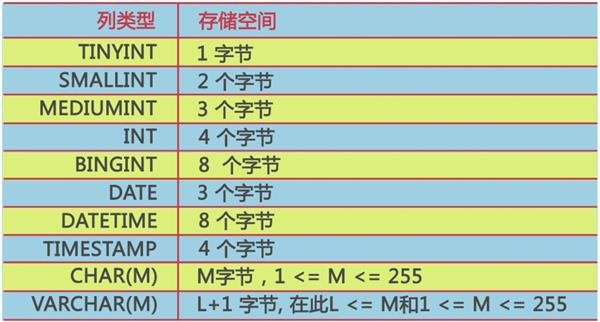 列类型 存储空间
TINYINT 1 字节
SMALLINT 2 个字节
MEDIUMINT 3 个字节
INT 4 个字节
BINGINT 8 个字节
DATE 3 个字节
DATETIME 8 个字节
TIMESTAMP 4 个字节
CHAR(M) M字节，1 <= M <= 255
VARCHAR(M) L+1 字节, 在此L <= M和1 <= M <= 255